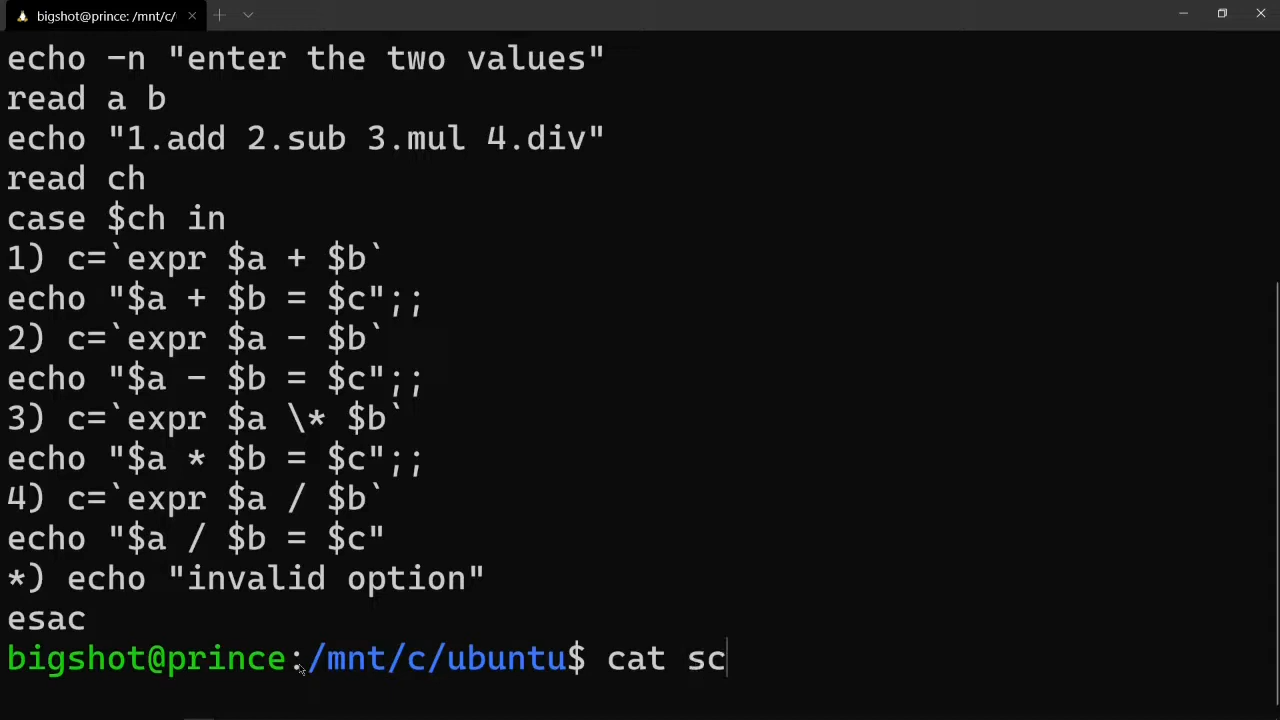 bigshot@prince: /mnt/c/
echo -n "enter the two values"
read a b
echo "1.add 2.sub 3.mul 4.div"
read ch
case $ch in
1) c=`expr $a + $b`
echo "$a + $b = $c";;
2) c=`expr $a - $b`
echo "$a - $b = $c";;
3) c=`expr $a \* $b`
echo "$a * $b = $c";;
4) c=`expr $a / $b`
echo "$a / $b = $c"
*) echo "invalid option"
esac
bigshot@prince:/mnt/c/ubuntu$ cat sc